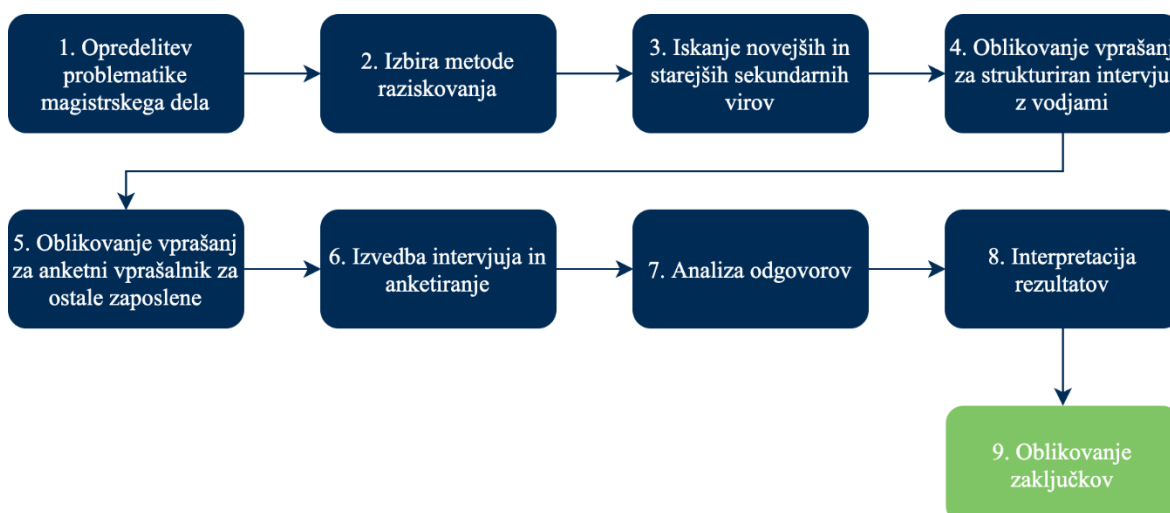 1. Opredelitev
problematike
magistrskega dela
2. Izbira metode
raziskovanja
3. Iskanje novejših in
starejših sekundarnih
virov
4. Oblikovanje vprašanj
za strukturiran intervju
z vodjami
5. Oblikovanje vprašanj
za anketni vprašalnik za
ostale zaposlene
6. Izvedba intervjuja in
anketiranje
7. Analiza odgovorov
8. Interpretacija
rezultatov
9. Oblikovanje
zaključkov